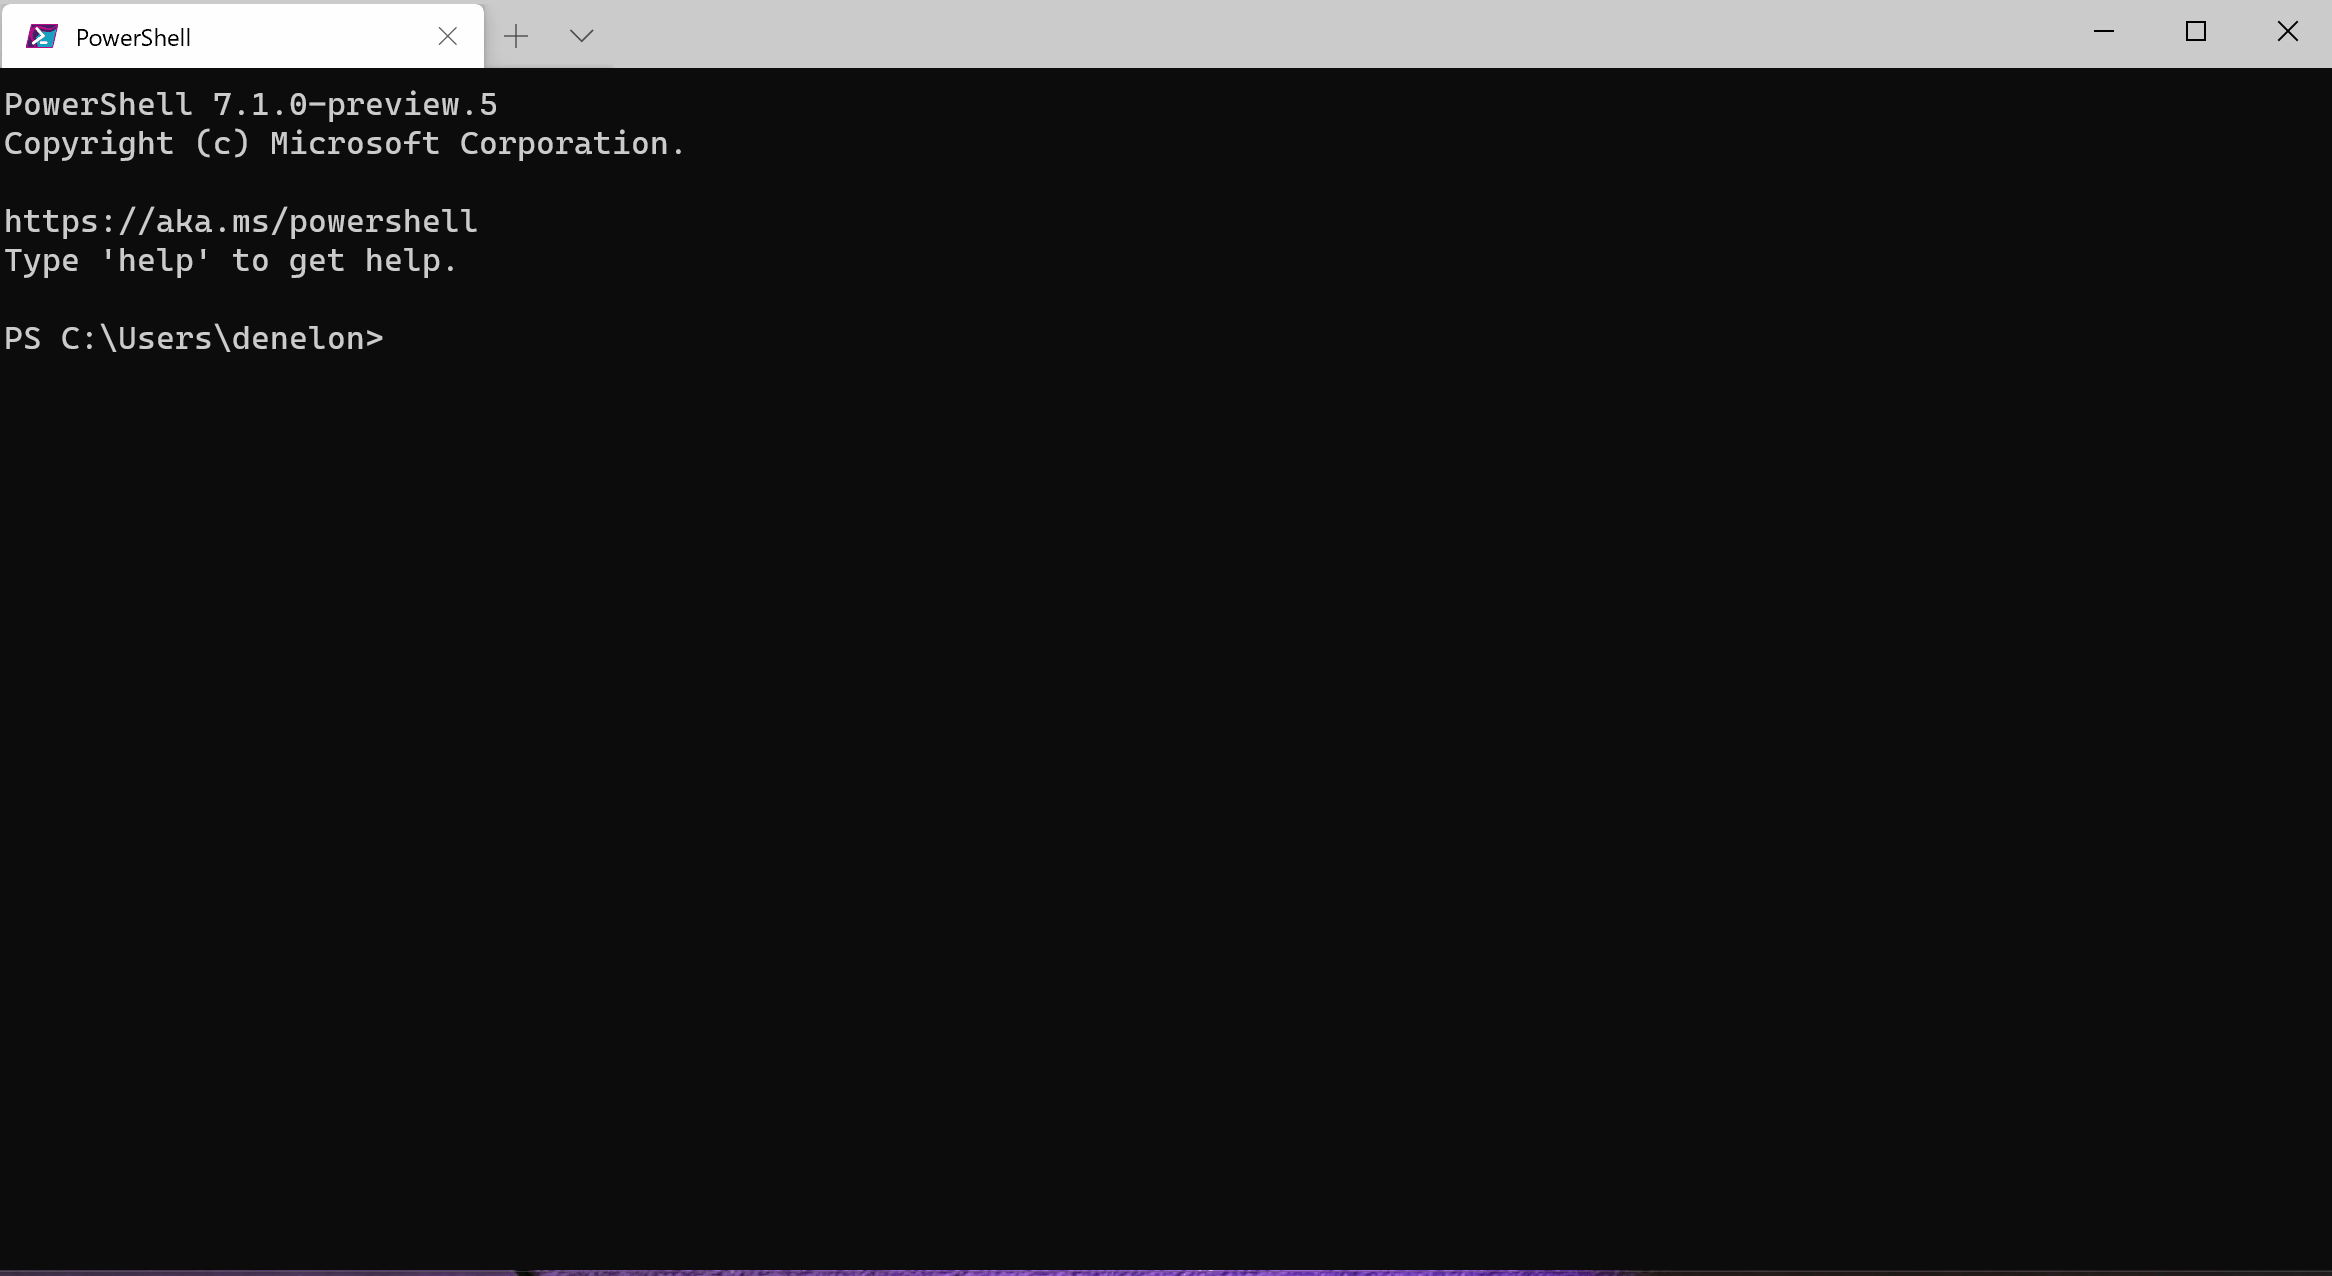 PowerShell
PowerShell 7.1.0-preview.5
Copyright (c) Microsoft Corporation.
https://aka.ms/powershell
Type 'help' to get help.
PS C:\Users\denelon>